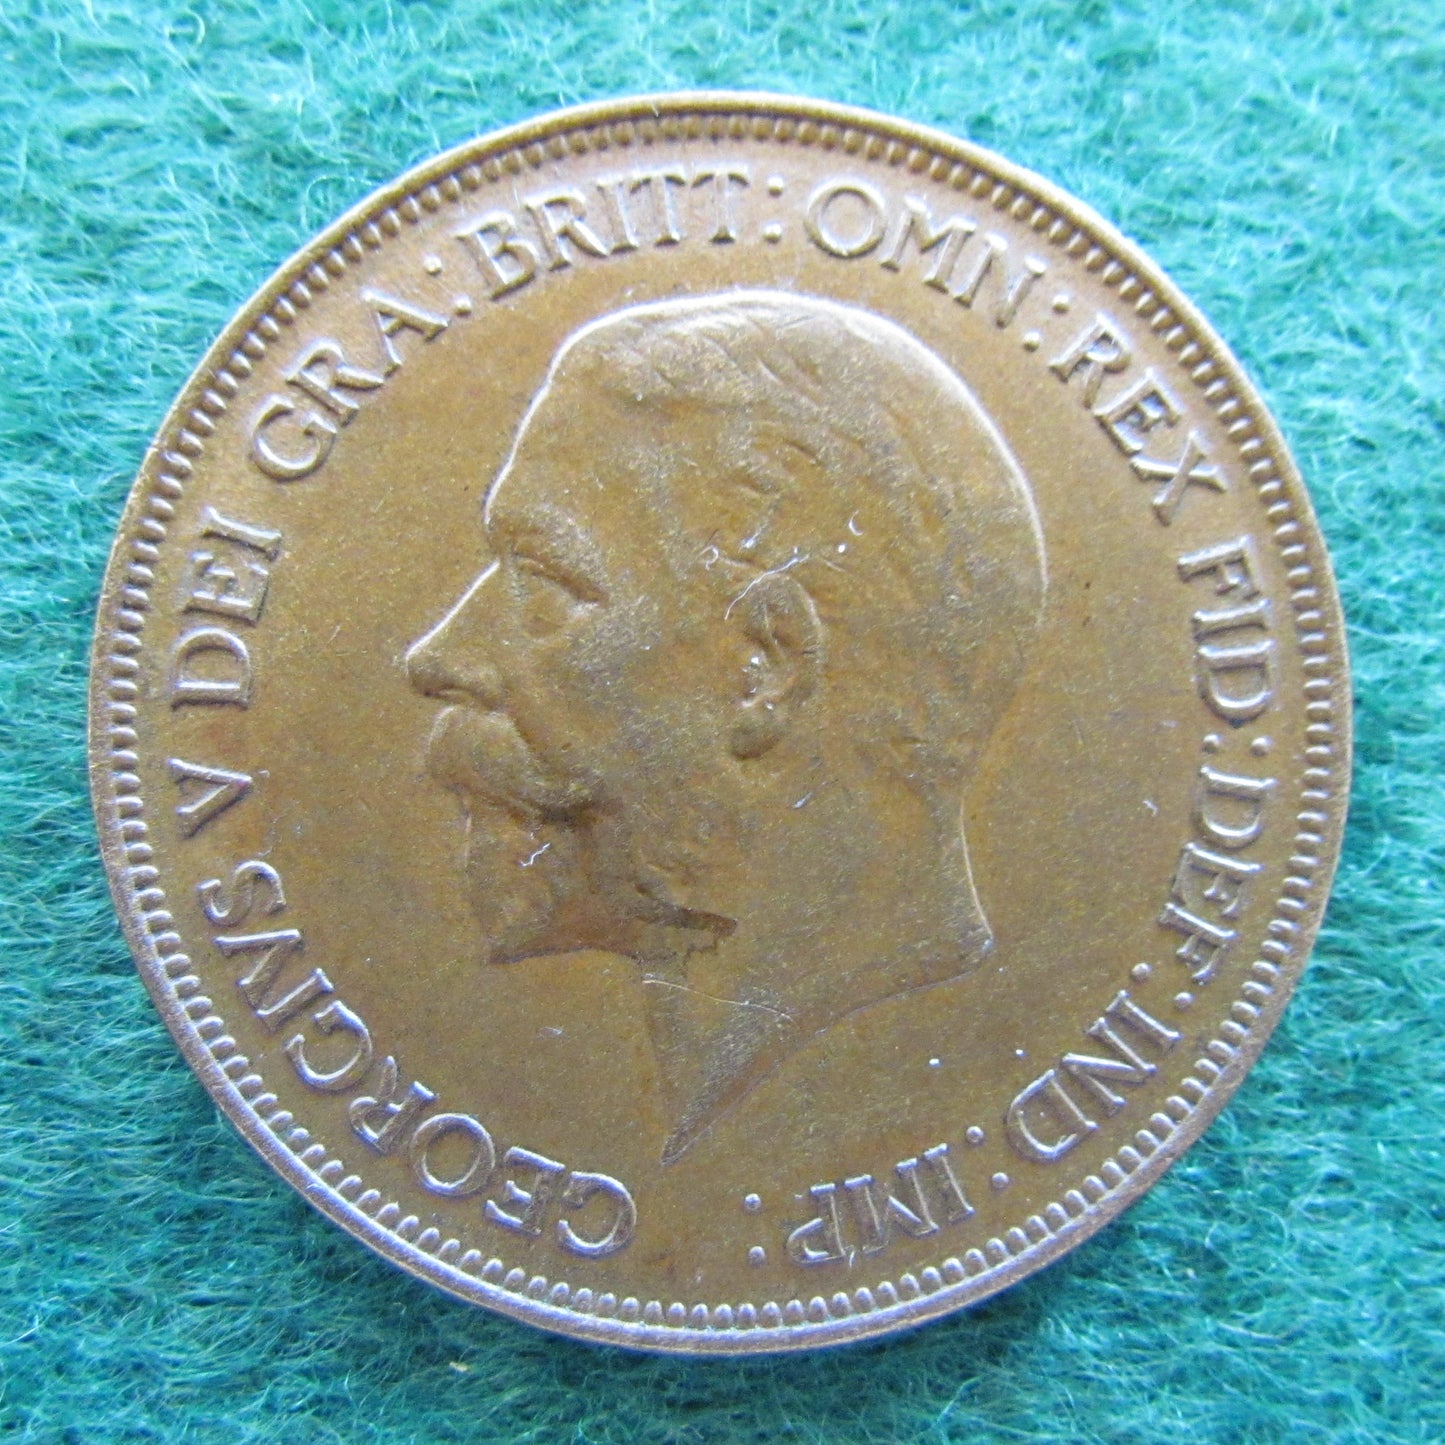 GEORGIVS V DEI GRA: BRITT: OMN: REX FID: DEF: IND: IMP: